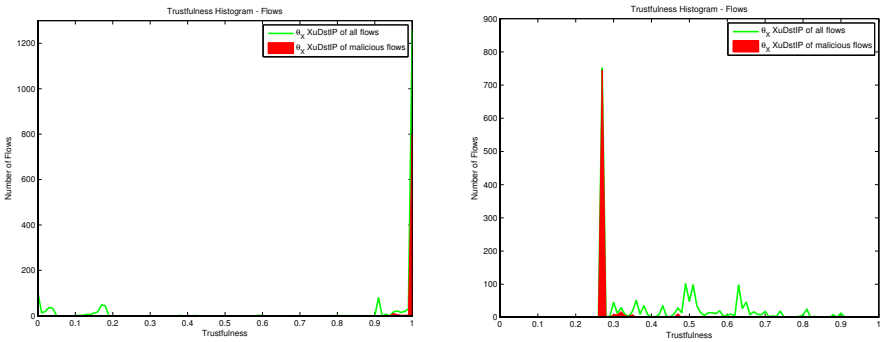 Trustfulness Histogram - Flows
θX XuDstIP of all flows
θX XuDstIP of malicious flows
Number of Flows
1200
1000
800
600
400
200
0
0 0.1 0.2 0.3 0.4 0.5 0.6 0.7 0.8 0.9 1
Trustfulness
Trustfulness Histogram - Flows
θX XuDstIP of all flows
θX XuDstIP of malicious flows
Number of Flows
900
800
700
600
500
400
300
200
100
0
0 0.1 0.2 0.3 0.4 0.5 0.6 0.7 0.8 0.9 1
Trustfulness